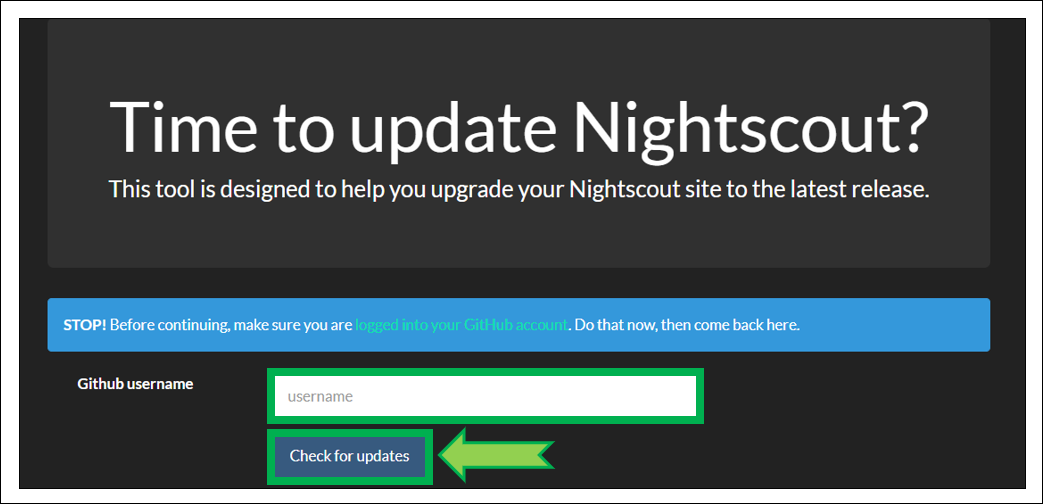 Time to update Nightscout?
This tool is designed to help you upgrade your Nightscout site to the latest release.
STOP! Before continuing, make sure you are logged into your GitHub account. Do that now, then come back here.
Github username
username
Check for updates